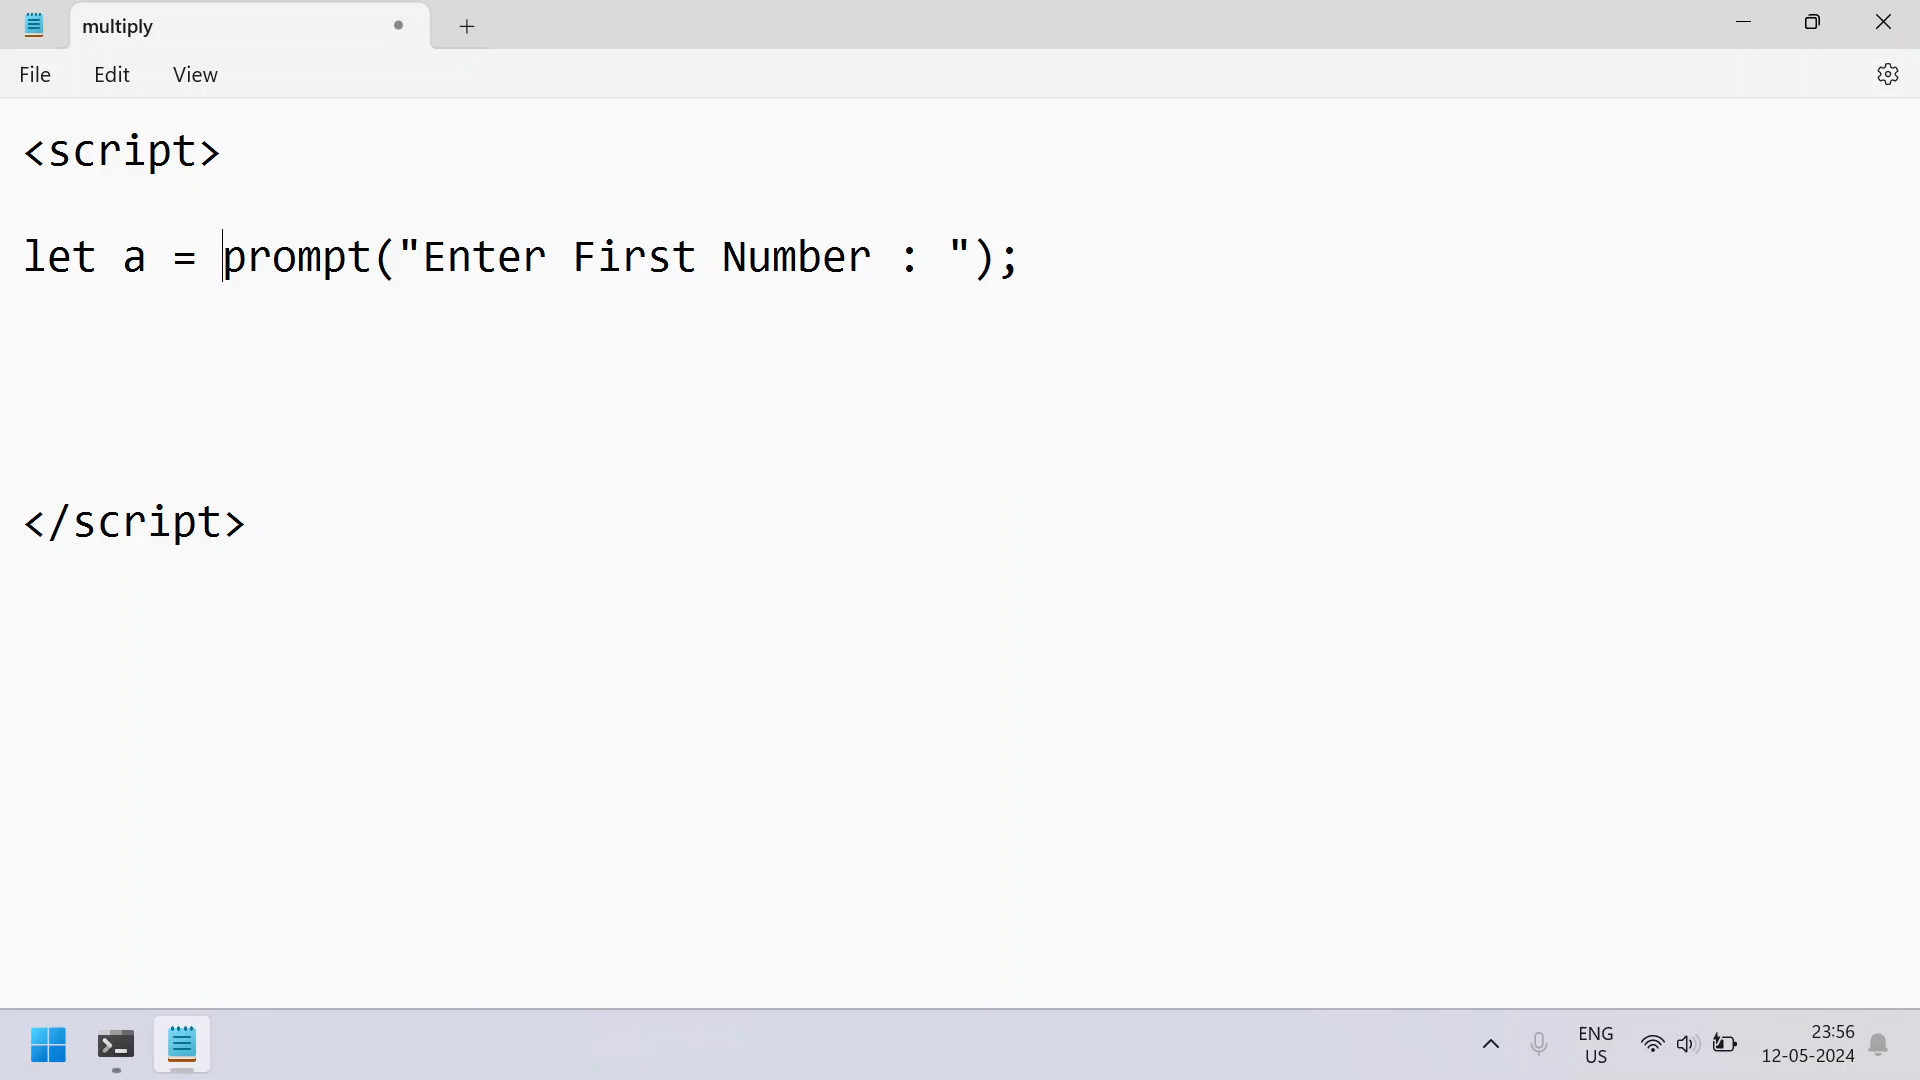 multiply
File Edit View
<script>
let a = prompt("Enter First Number : ");
</script>
ENG
US
23:56
12-05-2024